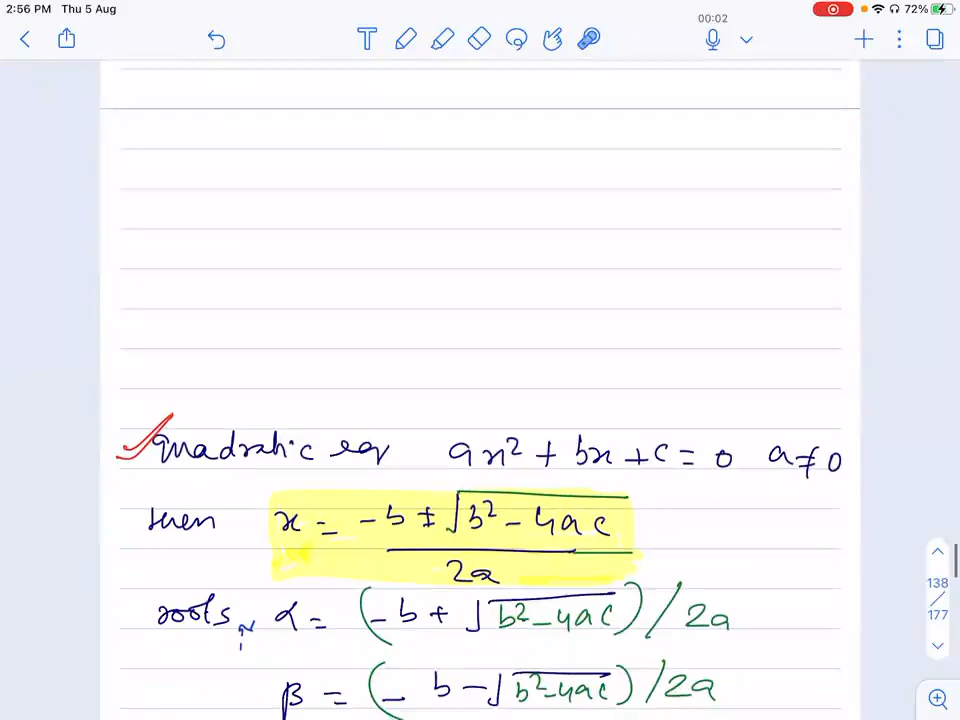 2:56 PM Thu 5 Aug 72%
00:02
T
Quadratic eq ax² + bx + c = 0 a ≠ 0
then x = -b ± √b² - 4ac
2a
roots α = (-b + √b² - 4ac) / 2a
β = (- b - √b² - 4ac) / 2a
138
177